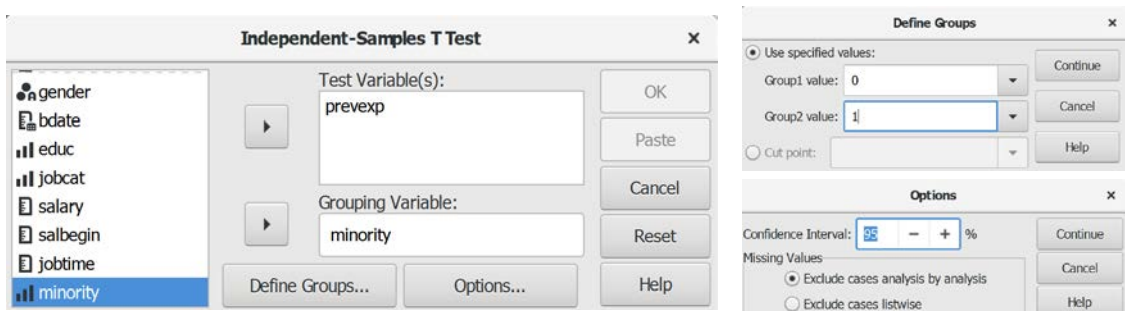 Independent-Samples T Test
×
gender
bdate
educ
jobcat
salary
salbegin
jobtime
minority
Test Variable(s):
prevexp
Grouping Variable:
minority
Define Groups...
Options...
OK
Paste
Cancel
Reset
Help
Define Groups
×
Use specified values:
Group1 value: 0
Group2 value: 1
Cut point:
Continue
Cancel
Help
Options
×
Confidence Interval: 95 − + %
Missing Values
Exclude cases analysis by analysis
Exclude cases listwise
Continue
Cancel
Help